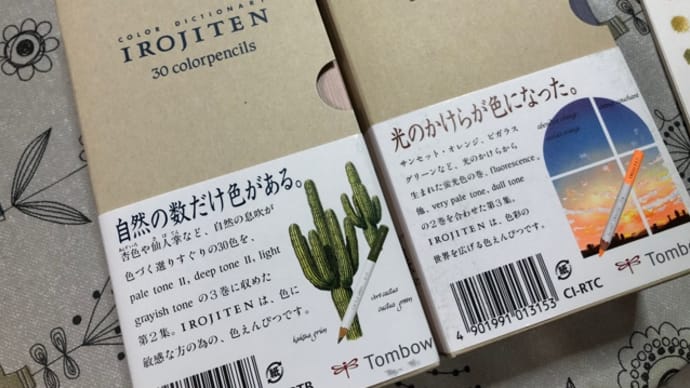 COLOR DICTIONARY
IROJITEN
30 colorpencils
自然の数だけ色がある。
杏色や仙人掌など、自然の息吹が
色づく選りすぐりの30色を、
pale tone II, deep tone II, light
grayish tone の3巻に収めた
第2集。IROJITENは、色に
敏感な方の為の、色えんぴつです。
cactus green
紙
Tombow
光のかけらが色になった。
サンセット・オレンジ、ピガラス
グリーンなど、光のかけらから
生まれた蛍光色の巻、fluorescence、
他、very pale tone, dull tone
の2巻を合わせた第3集。
IROJITENは、色彩の
世界を広げる色えんぴつです。
4 901991 013153
紙
CI-RTC
Tombow